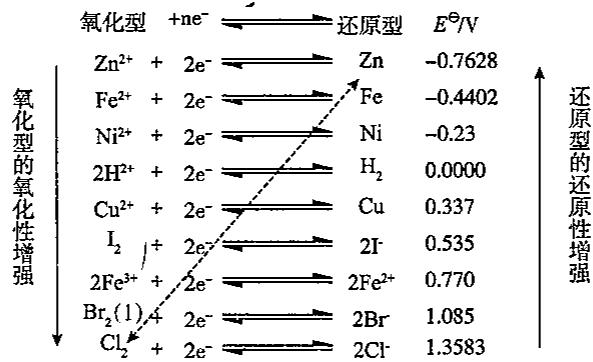 氧化型 +ne⁻ 还原型 E⊖/V
Zn²⁺ + 2e⁻ Zn −0.7628
Fe²⁺ + 2e⁻ Fe −0.4402
Ni²⁺ + 2e⁻ Ni −0.23
2H²⁺ + 2e⁻ H₂ 0.0000
Cu²⁺ + 2e⁻ Cu 0.337
I₂ + 2e⁻ 2I⁻ 0.535
2Fe³⁺ + 2e⁻ 2Fe²⁺ 0.770
Br₂(1) + 2e⁻ 2Br⁻ 1.085
Cl₂ + 2e⁻ 2Cl⁻ 1.3583
氧化型的氧化性增强
还原型的还原性增强